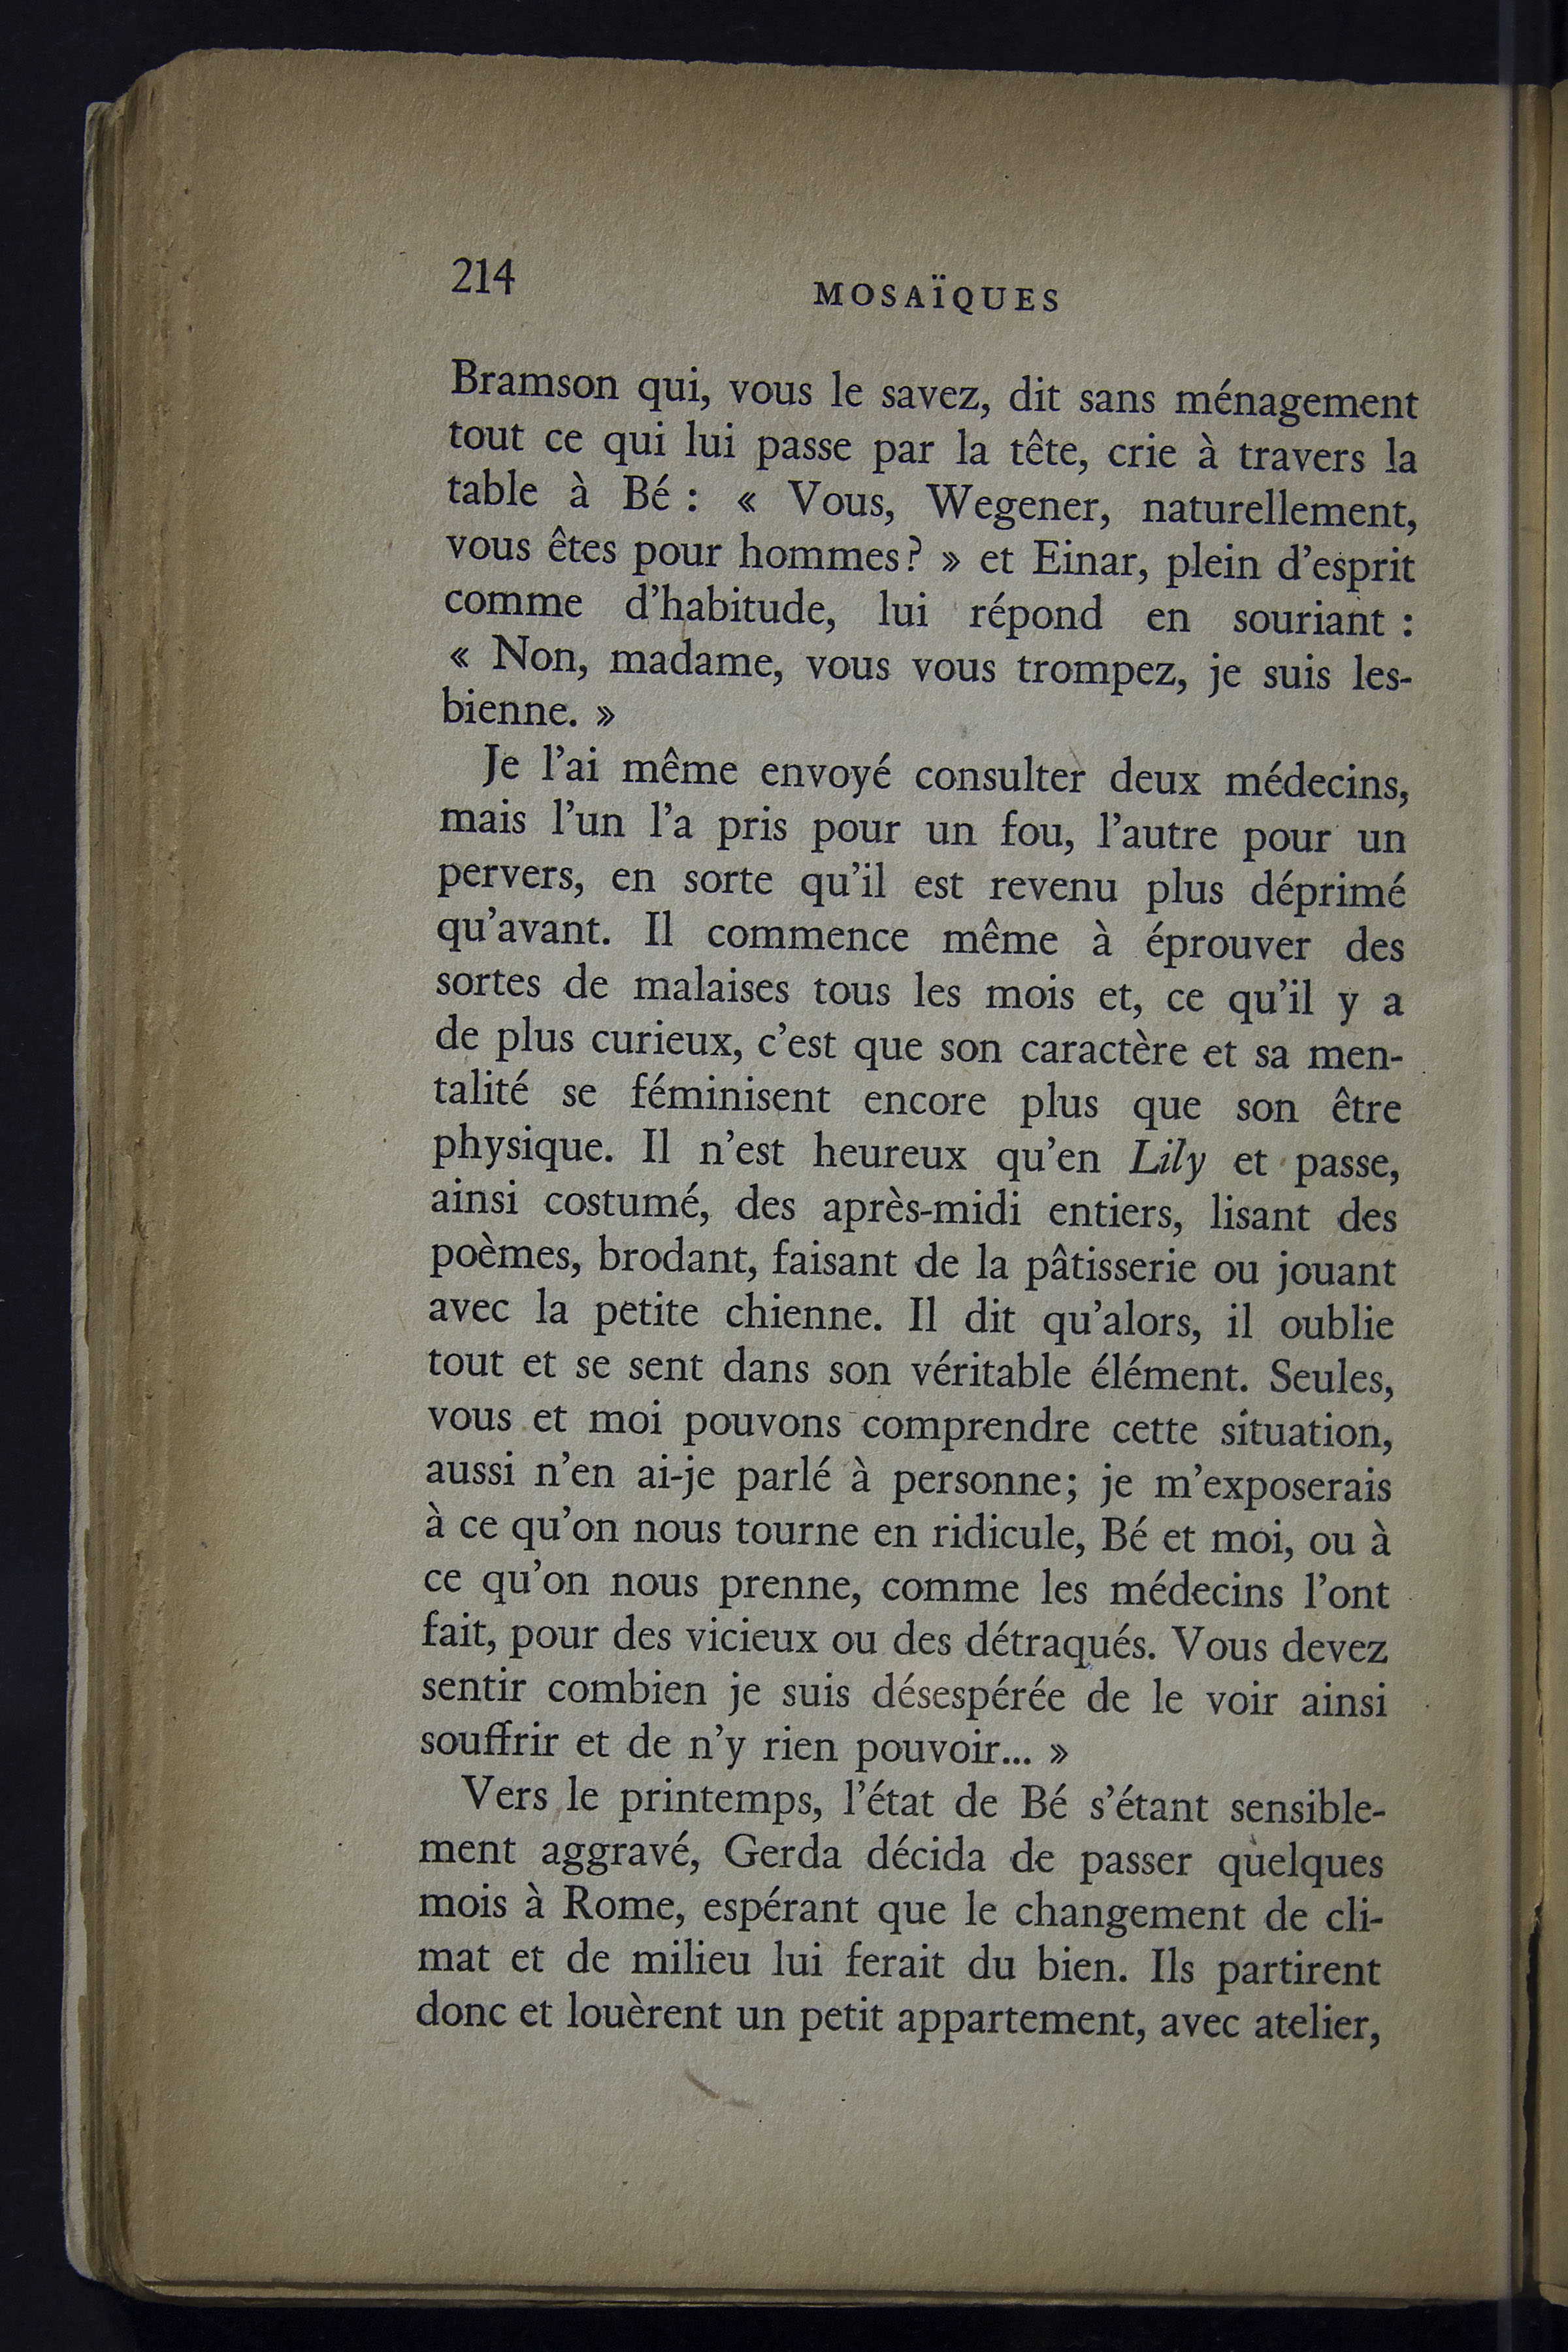 214
MOSAÏQUES
Bramson qui, vous le savez, dit sans ménagement
tout ce qui lui passe par la tête, crie à travers la
table à Bé : « Vous, Wegener, naturellement,
vous êtes pour hommes? » et Einar, plein d'esprit
comme d'habitude, lui répond en souriant :
« Non, madame, vous vous trompez, je suis les-
bienne. »
Je l'ai même envoyé consulter deux médecins,
mais l'un l'a pris pour un fou, l'autre pour un
pervers, en sorte qu'il est revenu plus déprimé
qu'avant. Il commence même à éprouver des
sortes de malaises tous les mois et, ce qu'il y a
de plus curieux, c'est que son caractère et sa men-
talité se féminisent encore plus que son être
physique. Il n'est heureux qu'en Lily et passe,
ainsi costumé, des après-midi entiers, lisant des
poèmes, brodant, faisant de la pâtisserie ou jouant
avec la petite chienne. Il dit qu'alors, il oublie
tout et se sent dans son véritable élément. Seules,
vous et moi pouvons comprendre cette situation,
aussi n'en ai-je parlé à personne; je m'exposerais
à ce qu'on nous tourne en ridicule, Bé et moi, ou à
ce qu'on nous prenne, comme les médecins l'ont
fait, pour des vicieux ou des détraqués. Vous devez
sentir combien je suis désespérée de le voir ainsi
souffrir et de n'y rien pouvoir... »
Vers le printemps, l'état de Bé s'étant sensible-
ment aggravé, Gerda décida de passer quelques
mois à Rome, espérant que le changement de cli-
mat et de milieu lui ferait du bien. Ils partirent
donc et louèrent un petit appartement, avec atelier,